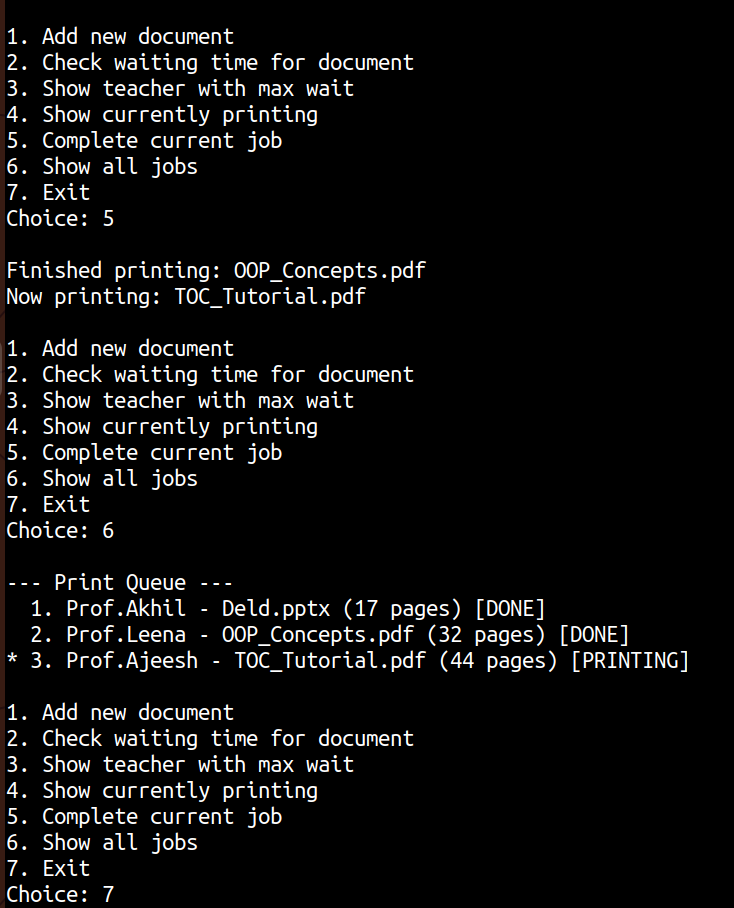 1. Add new document
2. Check waiting time for document
3. Show teacher with max wait
4. Show currently printing
5. Complete current job
6. Show all jobs
7. Exit
Choice: 5
Finished printing: OOP_Concepts.pdf
Now printing: TOC_Tutorial.pdf
1. Add new document
2. Check waiting time for document
3. Show teacher with max wait
4. Show currently printing
5. Complete current job
6. Show all jobs
7. Exit
Choice: 6
--- Print Queue ---
1. Prof.Akhil - Deld.pptx (17 pages) [DONE]
2. Prof.Leena - OOP_Concepts.pdf (32 pages) [DONE]
* 3. Prof.Ajeesh - TOC_Tutorial.pdf (44 pages) [PRINTING]
1. Add new document
2. Check waiting time for document
3. Show teacher with max wait
4. Show currently printing
5. Complete current job
6. Show all jobs
7. Exit
Choice: 7